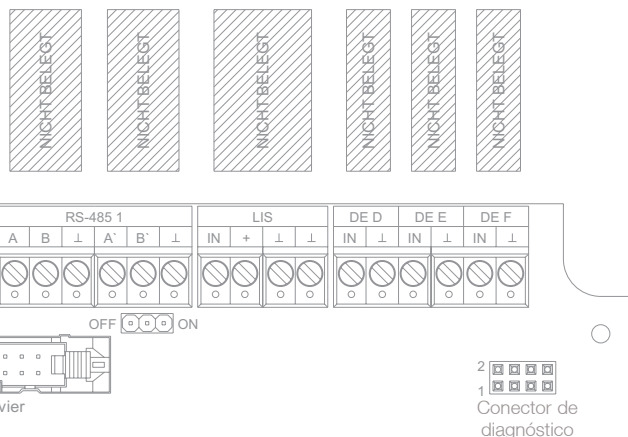 NICHT BELEGT
NICHT BELEGT
NICHT BELEGT
NICHT BELEGT
NICHT BELEGT
NICHT BELEGT
RS-485 1 LIS DE D DE E DE F
A B ⊥ A' B' ⊥ IN + ⊥ ⊥ IN ⊥ IN ⊥ IN ⊥
OFF ON
2
1
vier
Conector de
diagnóstico